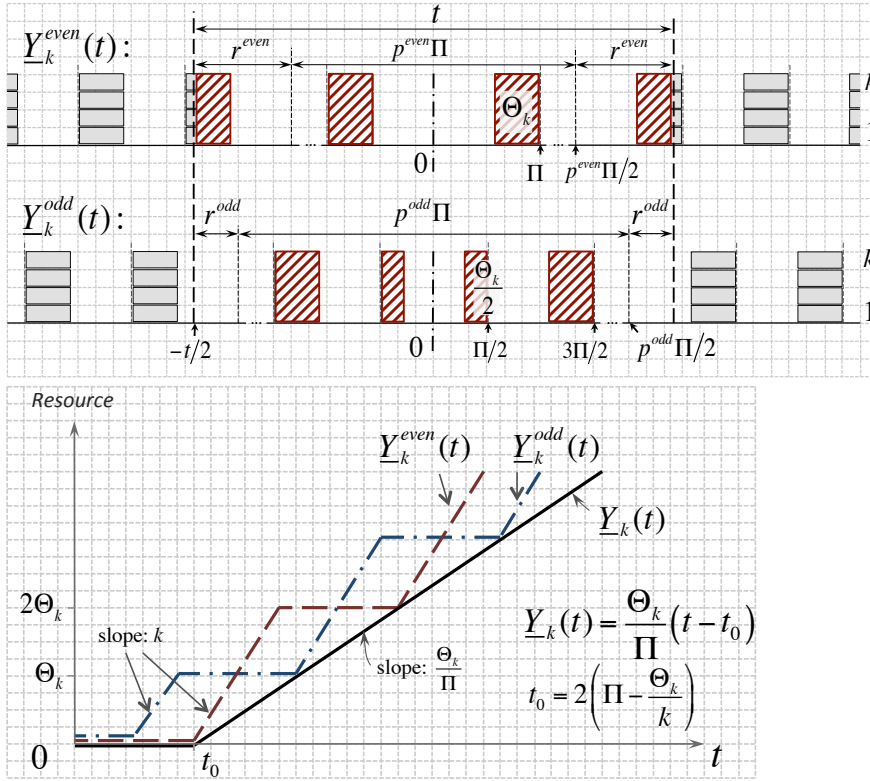 t
Y_k^{even}(t):
r^{even} p^{even}Π r^{even}
k
Θ_k
1
0 Π p^{even}Π/2
Y_k^{odd}(t):
r^{odd} p^{odd}Π r^{odd}
k
Θ_k/2
1
-t/2 0 Π/2 3Π/2 p^{odd}Π/2
Resource
Y_k^{even}(t) Y_k^{odd}(t)
Y_k(t)
2Θ_k
Y_k(t) = Θ_k/Π (t − t_0)
slope: k
Θ_k
slope: Θ_k/Π
t_0 = 2(Π − Θ_k/k)
0 t_0 t